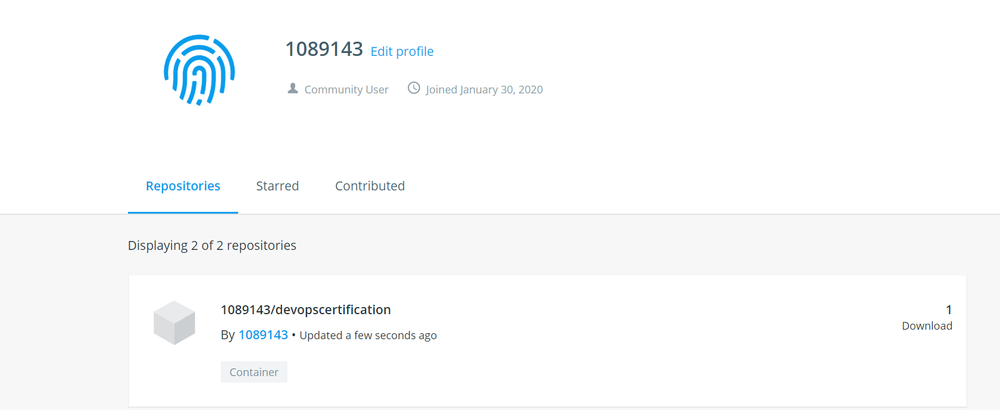 1089143 Edit profile
Community User Joined January 30, 2020
Repositories Starred Contributed
Displaying 2 of 2 repositories
1089143/devopscertification
1
By 1089143 • Updated a few seconds ago
Download
Container